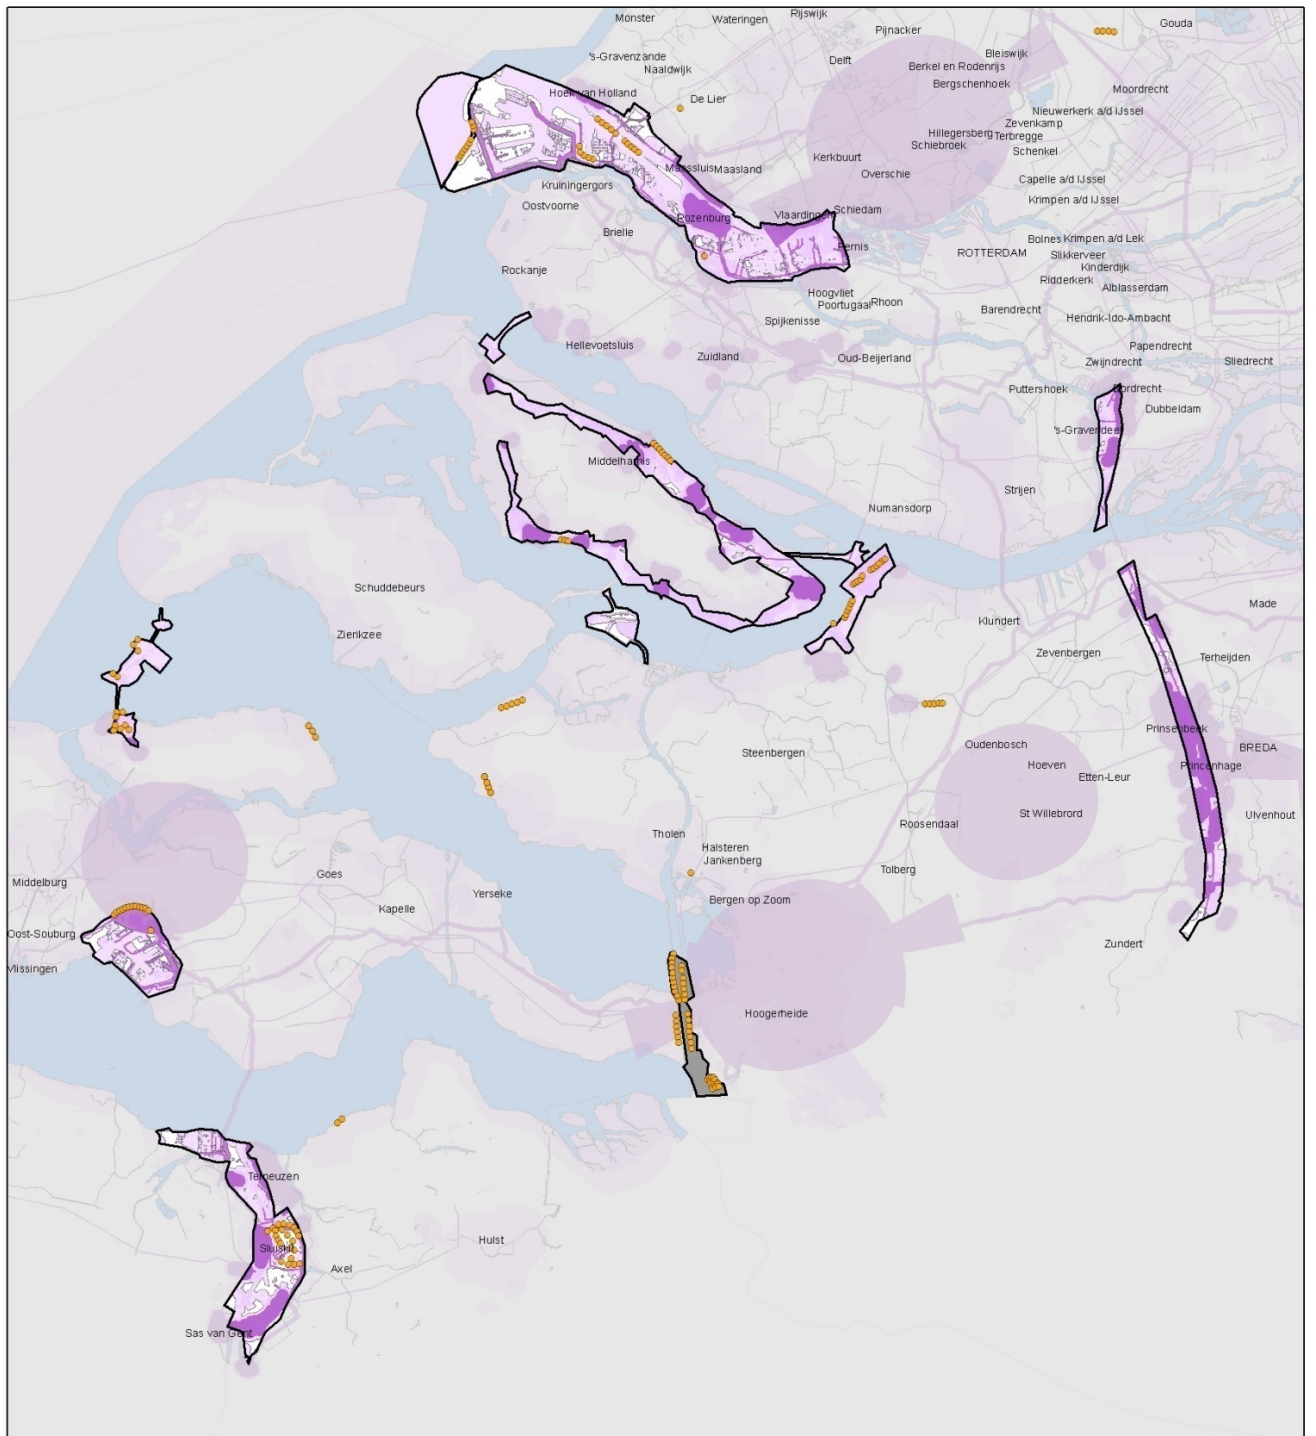 Monster
Wateringen
Rijswijk
Pijnacker
Gouda
's-Gravenzande
Naaldwijk
Delft
Bleiswijk
Berkel en Rodenrijs
Bergschenhoek
Moordrecht
Hoek van Holland
De Lier
Nieuwerkerk a/d IJssel
Zevenkamp
Hillegersberg
Terbregge
Schiebroek
Schenkel
Kerkbuurt
Maassluis
Maasland
Overschie
Capelle a/d IJssel
Kruiningergors
Krimpen a/d IJssel
Oostvoorne
Rozenburg
Vlaardingen
Schiedam
Brielle
Pernis
Bolnes
Krimpen a/d Lek
ROTTERDAM
Slikkerveer
Kinderdijk
Rockanje
Ridderkerk
Alblasserdam
Hoogvliet
Poortugaal
Rhoon
Barendrecht
Hendrik-Ido-Ambacht
Spijkenisse
Hellevoetsluis
Zuidland
Oud-Beijerland
Papendrecht
Zwijndrecht
Sliedrecht
Puttershoek
Dordrecht
Dubbeldam
's-Gravendeel
Middelharnis
Strijen
Numansdorp
Schuddebeurs
Zierikzee
Klundert
Made
Zevenbergen
Terheijden
Prinsenbeek
Steenbergen
Oudenbosch
BREDA
Hoeven
Princenhage
Etten-Leur
St Willebrord
Ulvenhout
Roosendaal
Tholen
Halsteren
Jankenberg
Tolberg
Goes
Middelburg
Yerseke
Kapelle
Bergen op Zoom
Oost-Souburg
Zundert
Vlissingen
Hoogerheide
Terneuzen
Hulst
Sluiskil
Axel
Sas van Gent